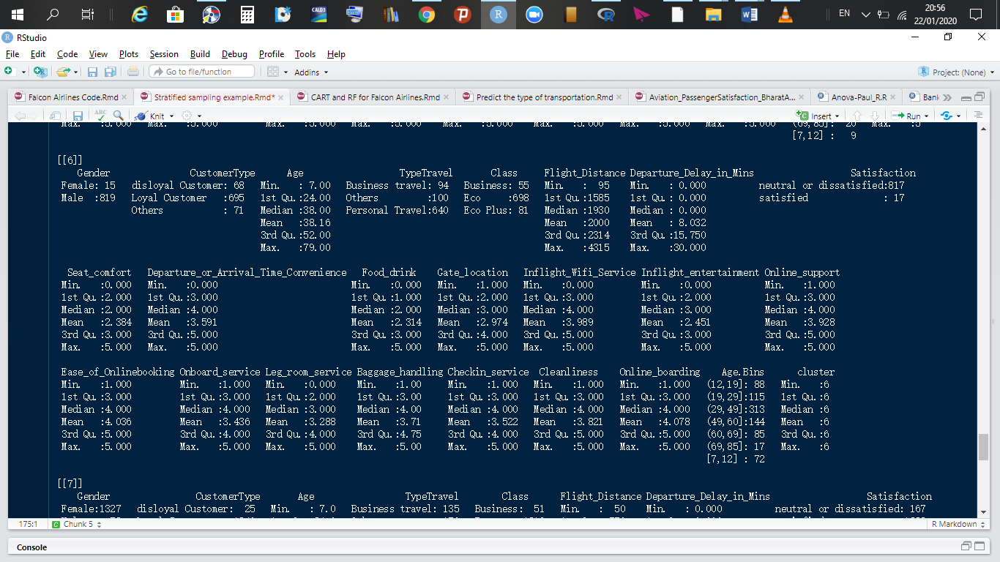 EN 20:56
22/01/2020
RStudio
File Edit Code View Plots Session Build Debug Profile Tools Help
Go to file/function Addins Project: (None)
Falcon Airlines Code.Rmd Stratified sampling example.Rmd* CART and RF for Falcon Airlines.Rmd Predict the type of transportation.Rmd Aviation_PassengerSatisfaction_BharatA... Anova-Paul_R.R Bank
ABC Knit Insert Run
Max. :5.000 Max. :5.000 Max. :5.000 Max. :5.000 Max. :5.000 Max. :5.000 Max. :5.000 Max. :5.000 (69,85]: 20 Max. :5
[7,12] : 9
[[6]]
Gender CustomerType Age TypeTravel Class Flight_Distance Departure_Delay_in_Mins Satisfaction
Female: 15 disloyal Customer: 68 Min. : 7.00 Business travel: 94 Business: 55 Min. : 95 Min. : 0.000 neutral or dissatisfied:817
Male :819 Loyal Customer :695 1st Qu.:24.00 Others :100 Eco :698 1st Qu.:1585 1st Qu.: 0.000 satisfied : 17
Others : 71 Median :38.00 Personal Travel:640 Eco Plus: 81 Median :1930 Median : 0.000
Mean :38.16 Mean :2000 Mean : 8.032
3rd Qu.:52.00 3rd Qu.:2314 3rd Qu.:15.750
Max. :79.00 Max. :4315 Max. :30.000
Seat_comfort Departure_or_Arrival_Time_Convenience Food_drink Gate_location Inflight_Wifi_Service Inflight_entertainment Online_support
Min. :0.000 Min. :0.000 Min. :0.000 Min. :1.000 Min. :0.000 Min. :0.000 Min. :1.000
1st Qu.:2.000 1st Qu.:3.000 1st Qu.:1.000 1st Qu.:2.000 1st Qu.:3.000 1st Qu.:2.000 1st Qu.:3.000
Median :2.000 Median :4.000 Median :2.000 Median :3.000 Median :4.000 Median :3.000 Median :4.000
Mean :2.384 Mean :3.591 Mean :2.314 Mean :2.974 Mean :3.989 Mean :2.451 Mean :3.928
3rd Qu.:3.000 3rd Qu.:5.000 3rd Qu.:3.000 3rd Qu.:4.000 3rd Qu.:5.000 3rd Qu.:3.000 3rd Qu.:5.000
Max. :5.000 Max. :5.000 Max. :5.000 Max. :5.000 Max. :5.000 Max. :5.000 Max. :5.000
Ease_of_Onlinebooking Onboard_service Leg_room_service Baggage_handling Checkin_service Cleanliness Online_boarding Age.Bins cluster
Min. :1.000 Min. :1.000 Min. :0.000 Min. :1.00 Min. :1.000 Min. :1.000 Min. :1.000 (12,19]: 88 Min. :6
1st Qu.:3.000 1st Qu.:3.000 1st Qu.:2.000 1st Qu.:3.00 1st Qu.:3.000 1st Qu.:3.000 1st Qu.:3.000 (19,29]:115 1st Qu.:6
Median :4.000 Median :4.000 Median :3.000 Median :4.00 Median :4.000 Median :4.000 Median :4.000 (29,49]:313 Median :6
Mean :4.036 Mean :3.436 Mean :3.288 Mean :3.71 Mean :3.522 Mean :3.821 Mean :4.078 (49,60]:144 Mean :6
3rd Qu.:5.000 3rd Qu.:4.000 3rd Qu.:4.000 3rd Qu.:4.75 3rd Qu.:4.000 3rd Qu.:5.000 3rd Qu.:5.000 (60,69]: 85 3rd Qu.:6
Max. :5.000 Max. :5.000 Max. :5.000 Max. :5.00 Max. :5.000 Max. :5.000 Max. :5.000 (69,85]: 17 Max. :6
[7,12] : 72
[[7]]
Gender CustomerType Age TypeTravel Class Flight_Distance Departure_Delay_in_Mins Satisfaction
Female:1327 disloyal Customer: 25 Min. : 7.0 Business travel: 135 Business: 51 Min. : 50 Min. : 0.000 neutral or dissatisfied: 167
175:1 Chunk 5 R Markdown
Console